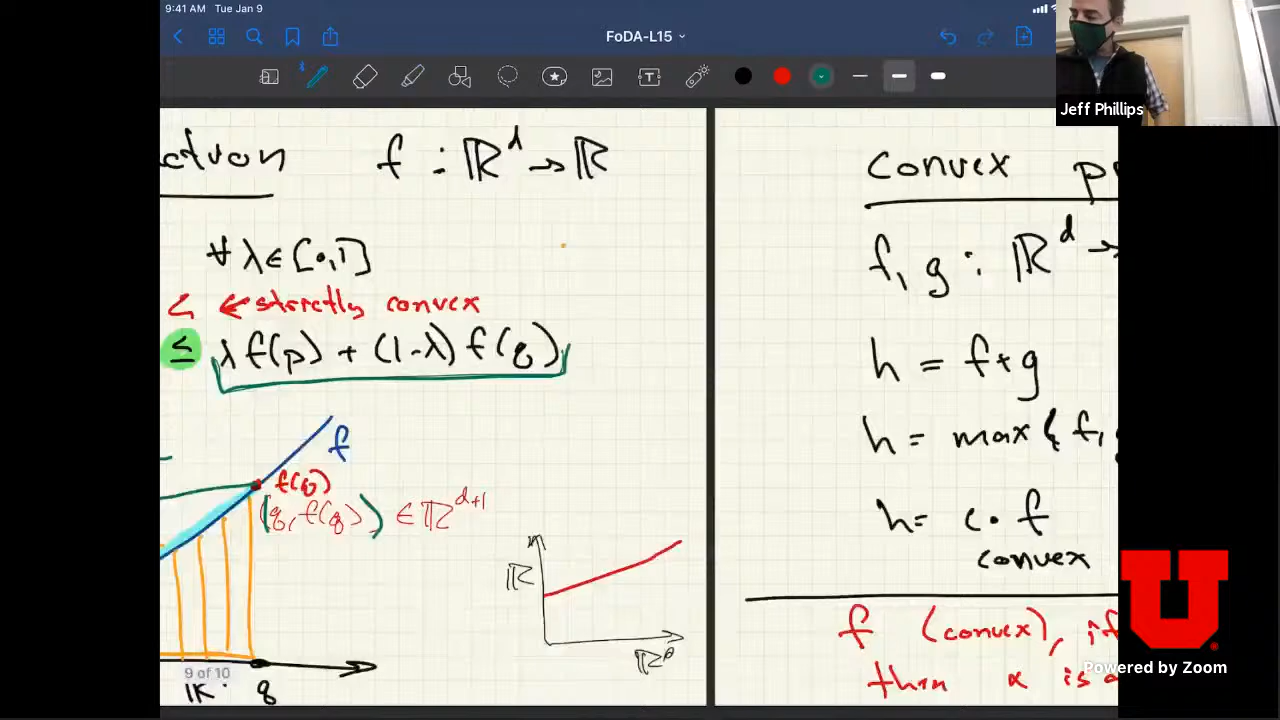 9:41 AM Tue Jan 9
FoDA-L15
f : ℝ^d → ℝ
∀ λ ∈ [0,1]
< ← strictly convex
≤ λ f(p) + (1-λ) f(q)
f
f(q)
(q, f(q)) ∈ ℝ^{d+1}
ℝ
9 of 10
q
convex
f, g : ℝ^d →
h = f+g
h = max { f,
h = c · f
convex
f (convex), if
then x is
Jeff Phillips
U
Powered by Zoom